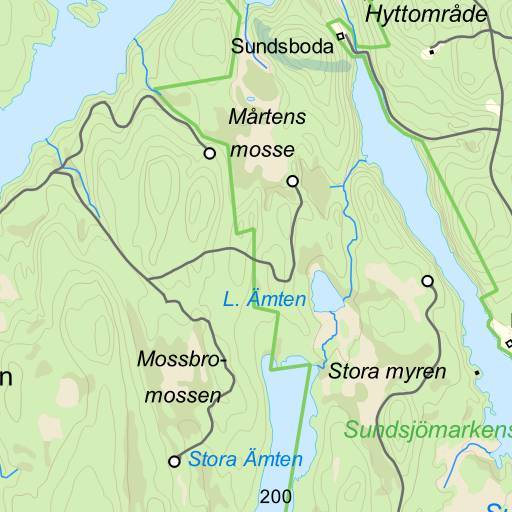 Hyttområde
Sundsboda
Mårtens
mosse
L. Ämten
Mossbro-
mossen
Stora myren
n
Sundsjömarkens
Stora Ämten
200